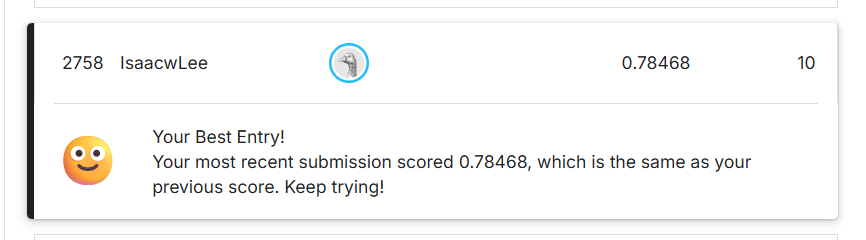 2758 IsaacwLee 0.78468 10
Your Best Entry!
Your most recent submission scored 0.78468, which is the same as your
previous score. Keep trying!